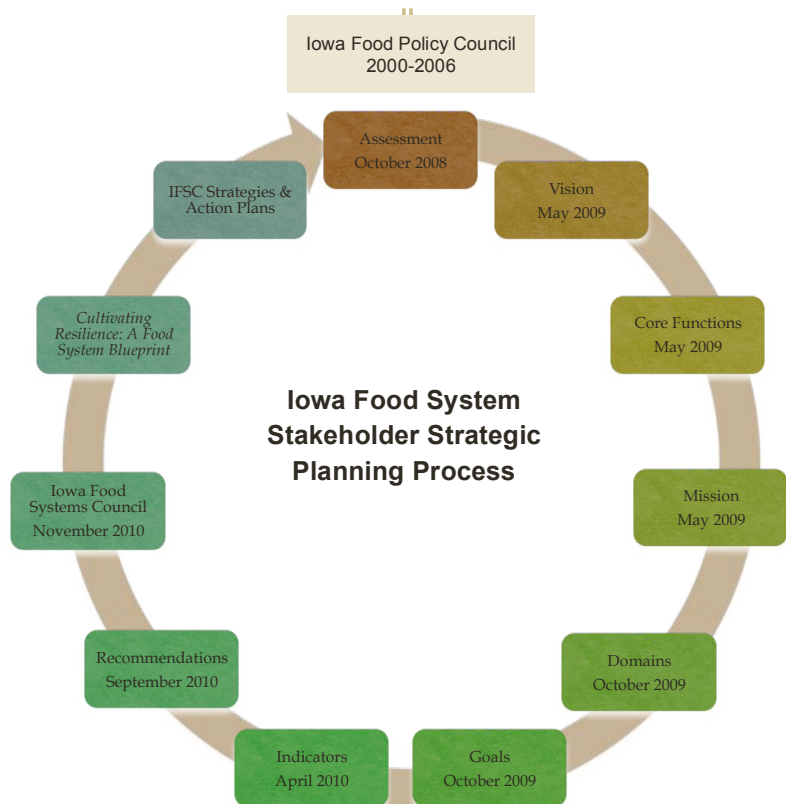 Iowa Food Policy Council
2000-2006
Assessment
October 2008
Vision
May 2009
Core Functions
May 2009
Mission
May 2009
Domains
October 2009
Goals
October 2009
Indicators
April 2010
Recommendations
September 2010
Iowa Food
Systems Council
November 2010
Cultivating
Resilience: A Food
System Blueprint
IFSC Strategies &
Action Plans
Iowa Food System
Stakeholder Strategic
Planning Process